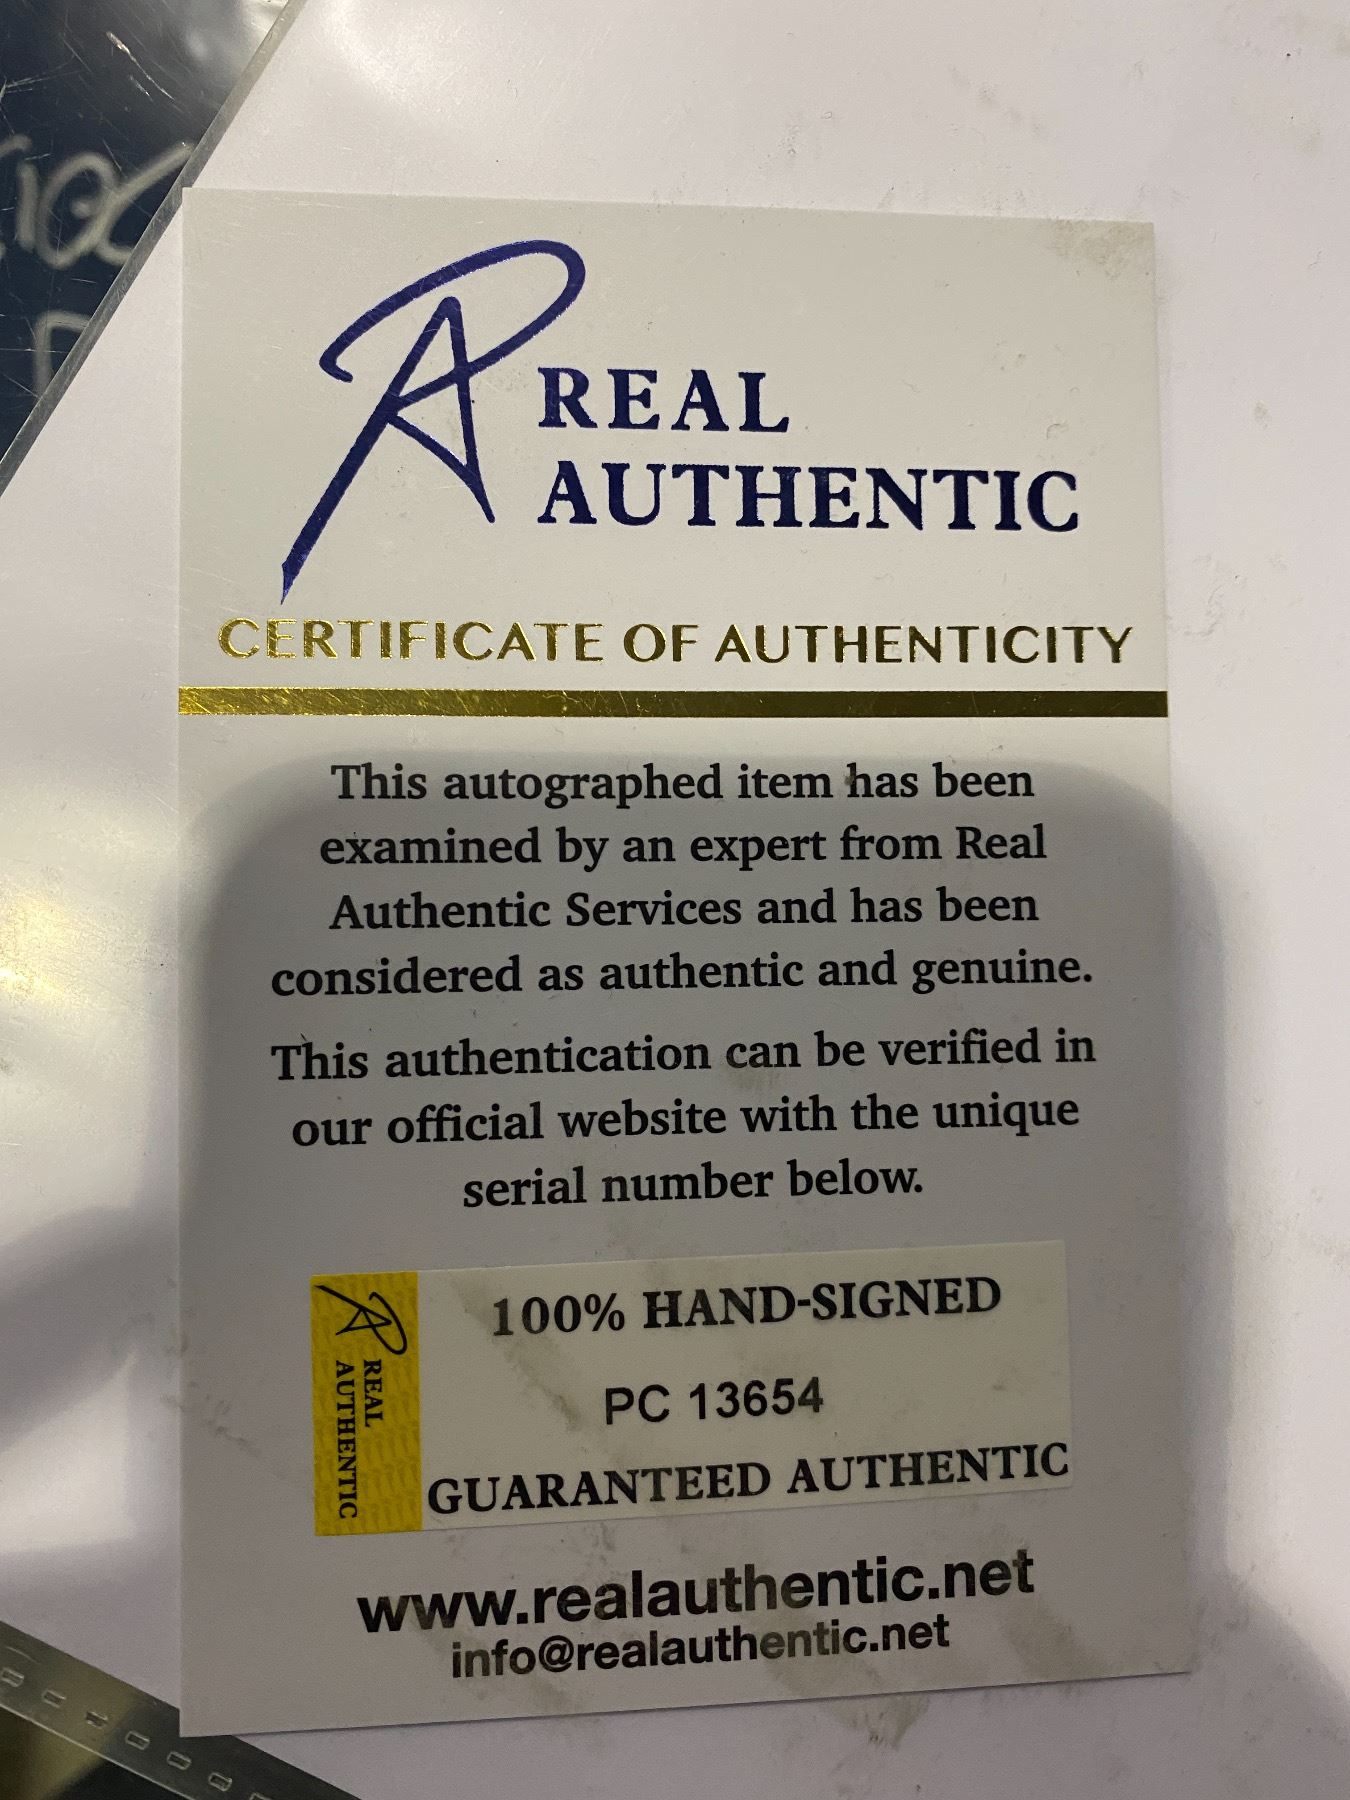 REAL
AUTHENTIC
CERTIFICATE OF AUTHENTICITY
This autographed item has been
examined by an expert from Real
Authentic Services and has been
considered as authentic and genuine.
This authentication can be verified in
our official website with the unique
serial number below.
REAL
AUTHENTIC
100% HAND-SIGNED
PC 13654
GUARANTEED AUTHENTIC
www.realauthentic.net
info@realauthentic.net